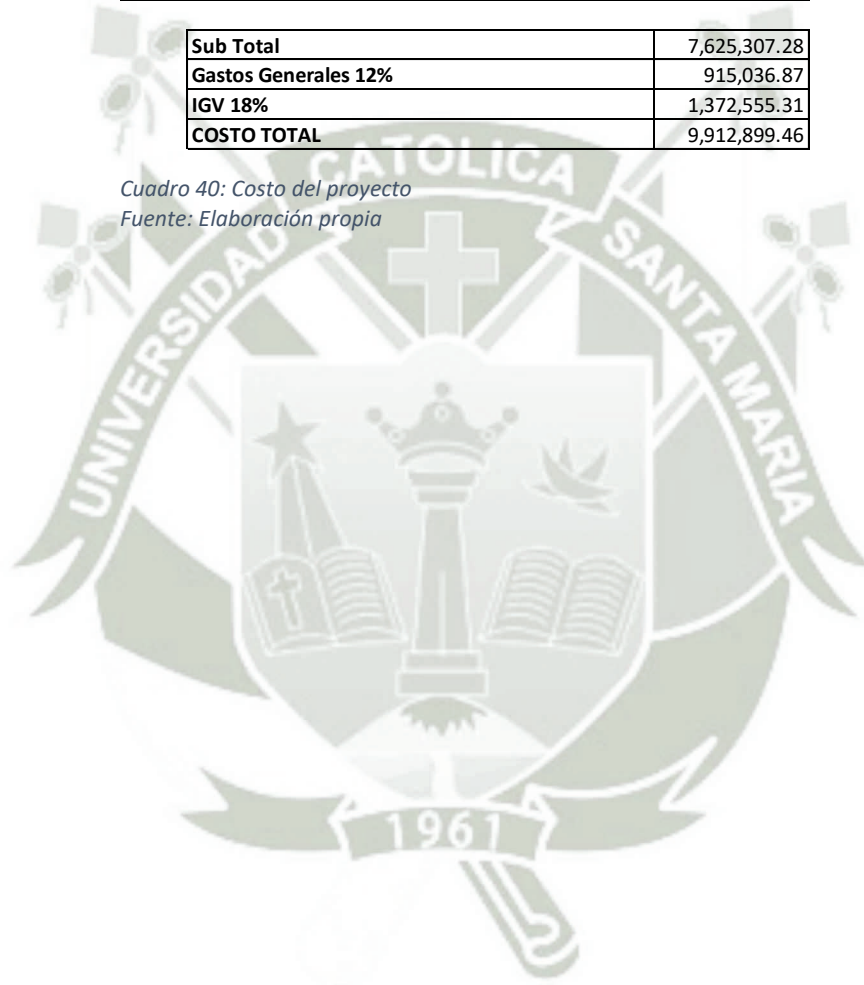 Sub Total 7,625,307.28
Gastos Generales 12% 915,036.87
IGV 18% 1,372,555.31
COSTO TOTAL 9,912,899.46
Cuadro 40: Costo del proyecto
Fuente: Elaboración propia
UNIVERSIDAD CATOLICA SANTA MARIA
1961